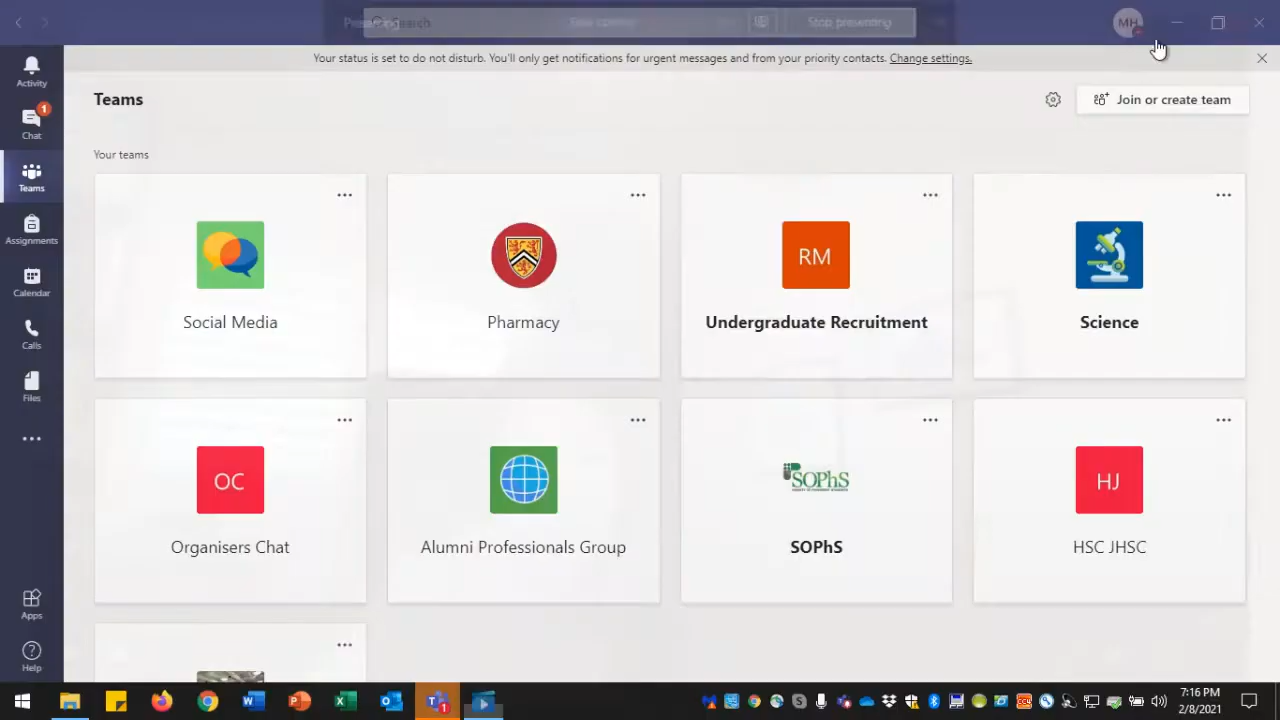 Search
Stop presenting
MH
Your status is set to do not disturb. You'll only get notifications for urgent messages and from your priority contacts. Change settings.
Activity
1
Chat
Teams
Assignments
Calendar
Calls
Files
Apps
Help
Teams
Join or create team
Your teams
Social Media
Pharmacy
RM
Undergraduate Recruitment
Science
OC
Organisers Chat
Alumni Professionals Group
SOPhS
SOPhS
HJ
HSC JHSC
1
7:16 PM
2/8/2021